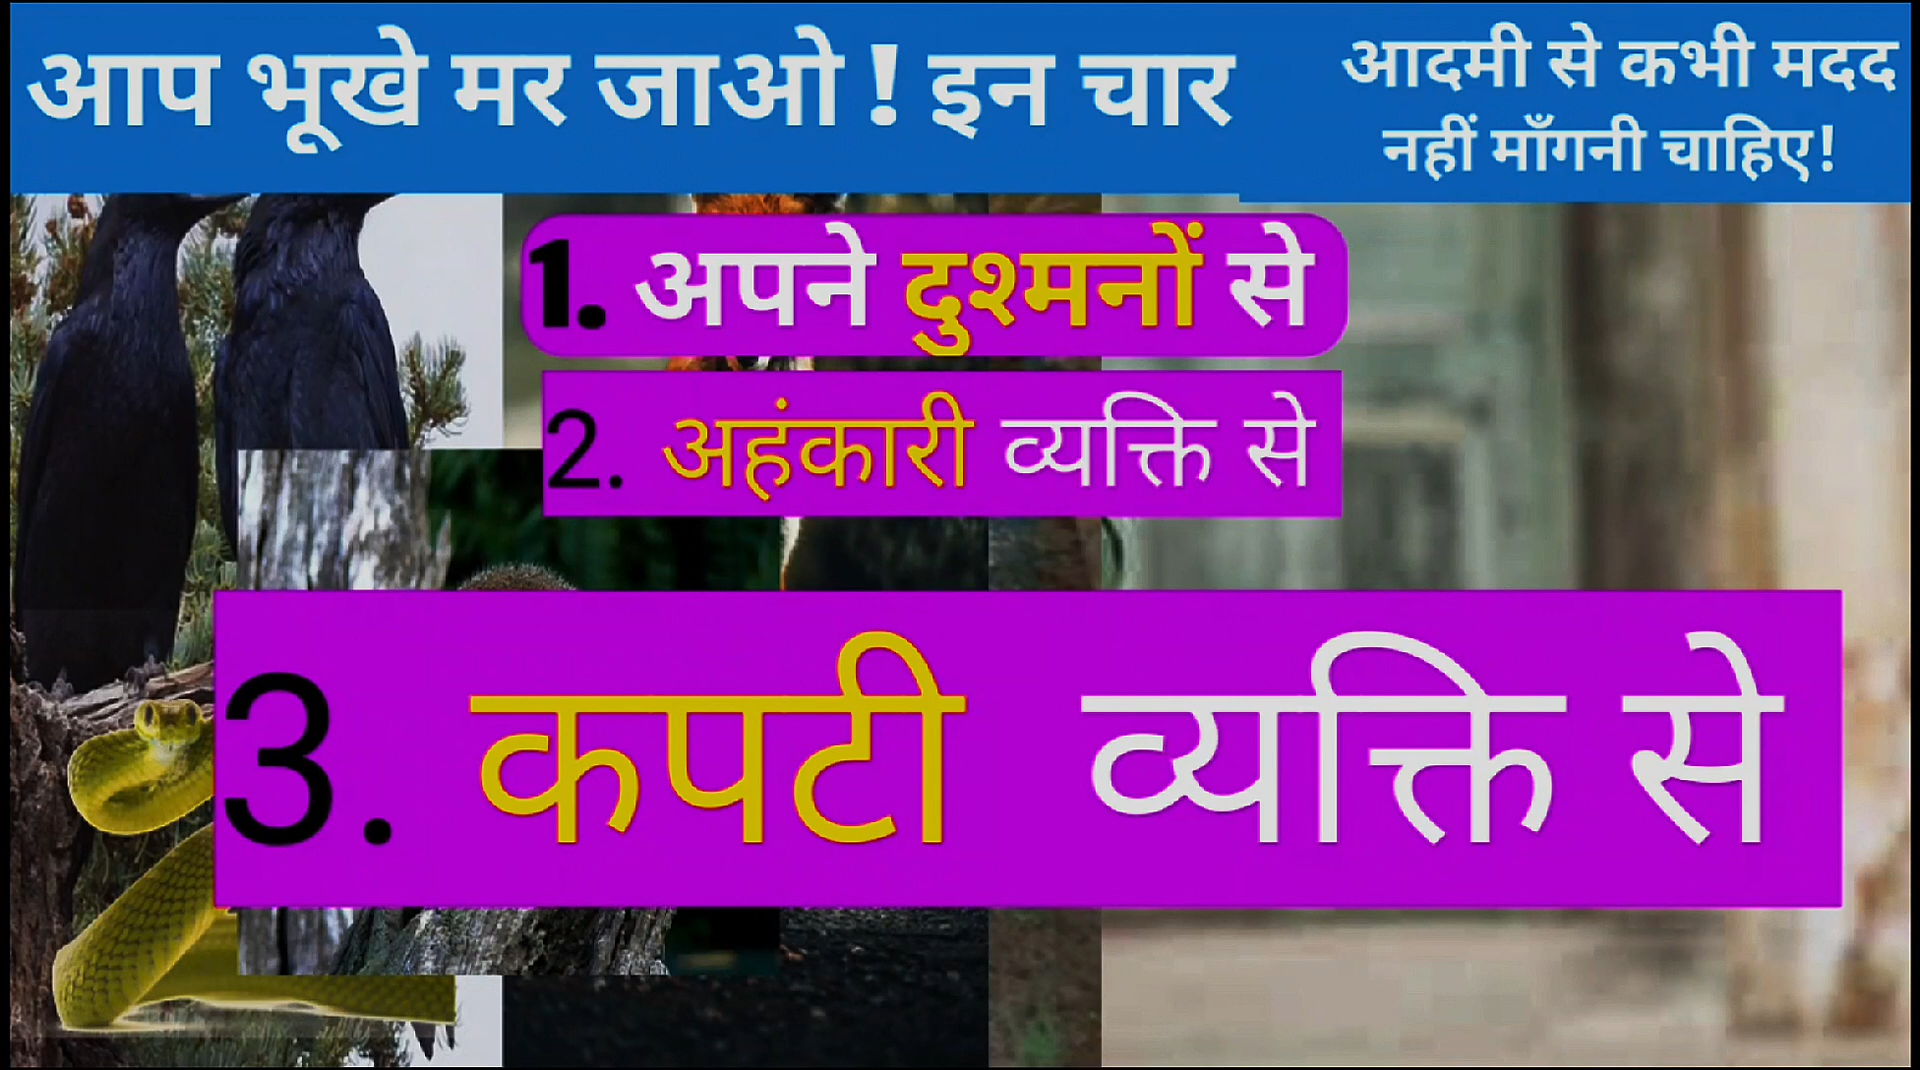 आप भूखे मर जाओ ! इन चार
आदमी से कभी मदद
नहीं माँगनी चाहिए!
1. अपने दुश्मनों से
2. अहंकारी व्यक्ति से
3. कपटी व्यक्ति से